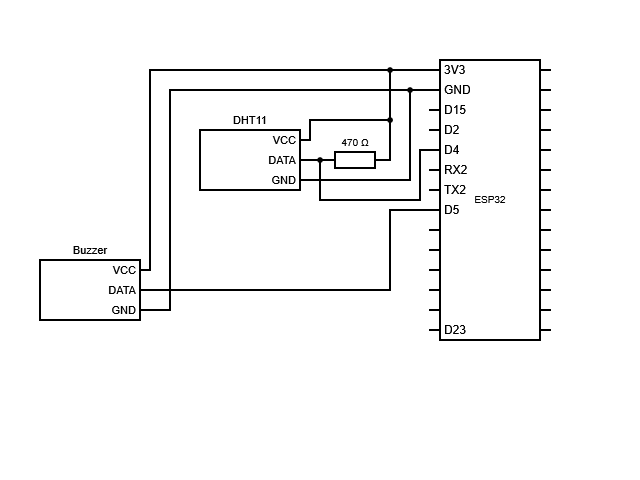 3V3
GND
DHT11
D15
D2
VCC
470 Ω
D4
DATA
RX2
GND
TX2
ESP32
D5
Buzzer
VCC
DATA
GND
D23